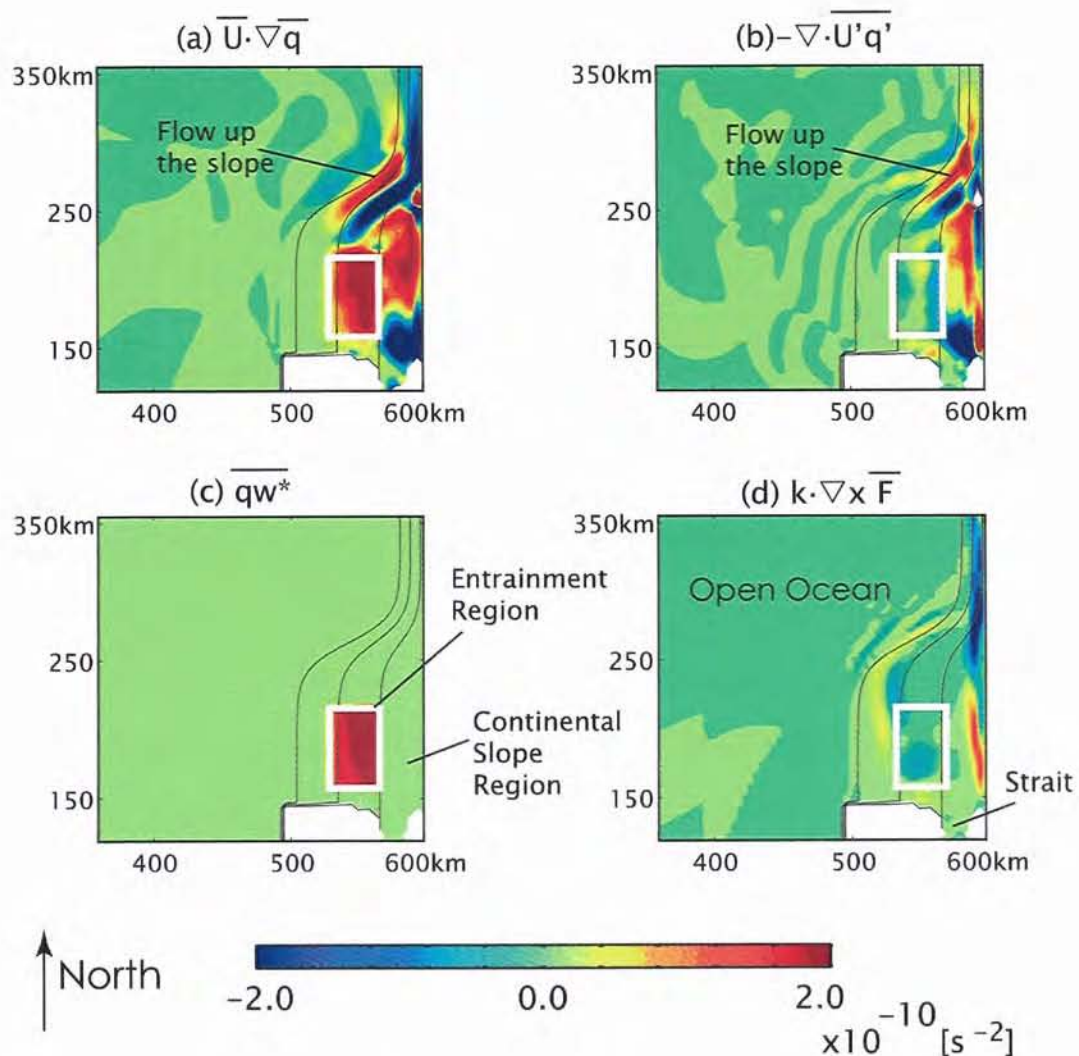 (a) U̅·∇q̅
(b)-∇·U̅'̅q̅'̅
350km
250
150
400 500 600km
Flow up
the slope
350km
250
150
400 500 600km
Flow up
the slope
(c) q̅w̅*̅
(d) k·∇x F̅
350km
250
150
400 500 600km
Entrainment
Region
Continental
Slope
Region
350km
250
150
400 500 600km
Open Ocean
Strait
North
-2.0 0.0 2.0
x10⁻¹⁰ [s⁻²]